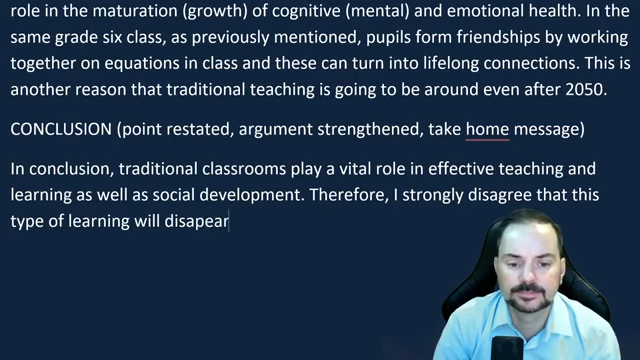 role in the maturation (growth) of cognitive (mental) and emotional health. In the
same grade six class, as previously mentioned, pupils form friendships by working
together on equations in class and these can turn into lifelong connections. This is
another reason that traditional teaching is going to be around even after 2050.
CONCLUSION (point restated, argument strengthened, take home message)
In conclusion, traditional classrooms play a vital role in effective teaching and
learning as well as social development. Therefore, I strongly disagree that this
type of learning will disapear